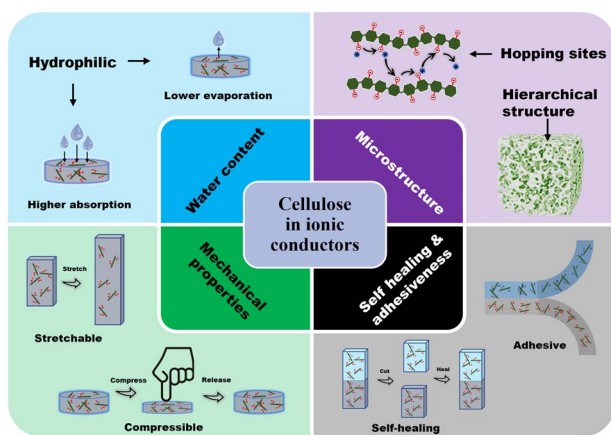 Hydrophilic
Lower evaporation
Higher absorption
Hopping sites
Hierarchical
structure
Water content
Microstructure
Cellulose
in ionic
conductors
Mechanical
properties
Self healing &
adhesiveness
Stretch
Stretchable
Compress
Release
Compressible
Adhesive
Cut
Heal
Self-healing